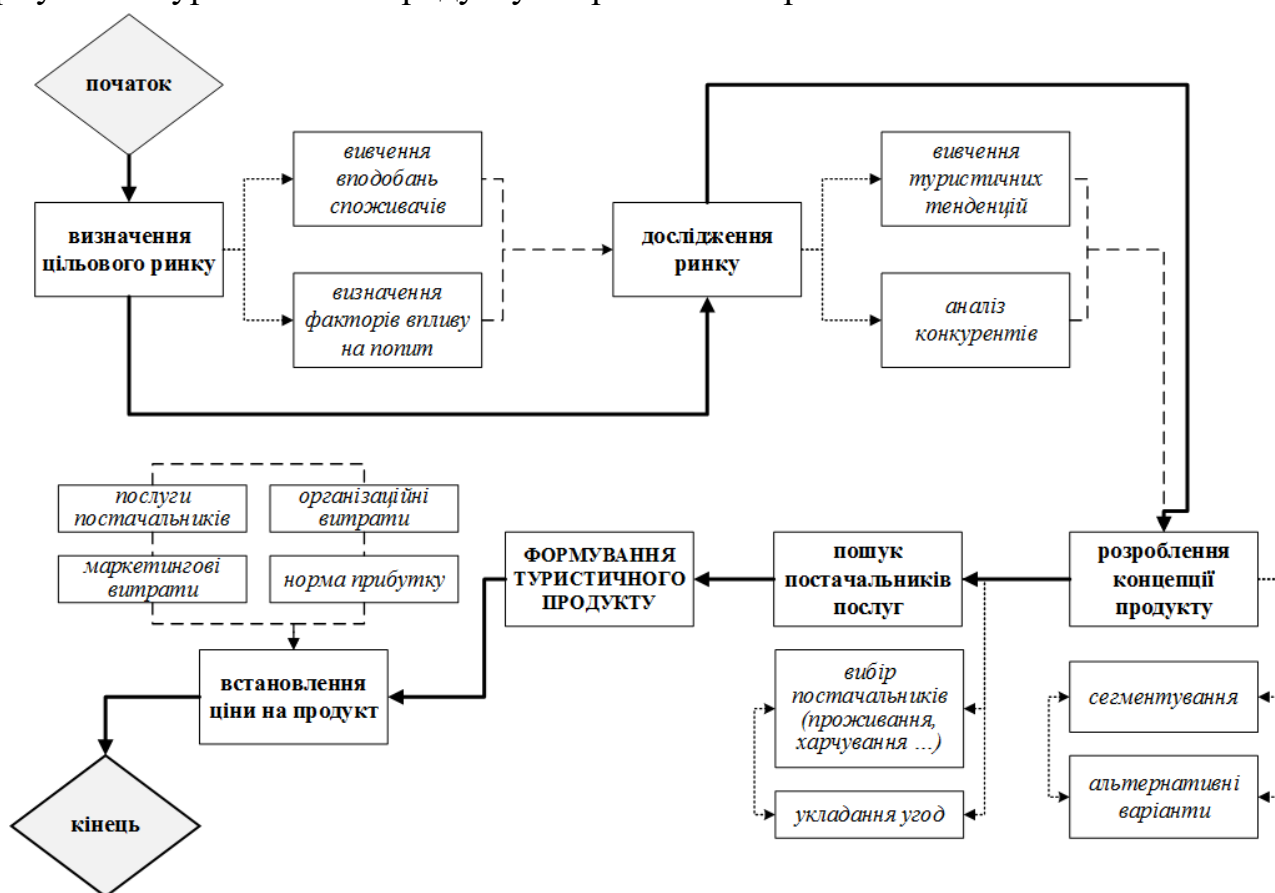 початок
вивчення
вподобань
споживачів
визначення
цільового ринку
визначення
факторів впливу
на попит
дослідження
ринку
вивчення
туристичних
тенденцій
аналіз
конкурентів
послуги
постачальників
організаційні
витрати
маркетингові
витрати
норма прибутку
встановлення
ціни на продукт
ФОРМУВАННЯ
ТУРИСТИЧНОГО
ПРОДУКТУ
пошук
постачальників
послуг
розроблення
концепції
продукту
вибір
постачальників
(проживання,
харчування ...)
укладання угод
сегментування
альтернативні
варіанти
кінець